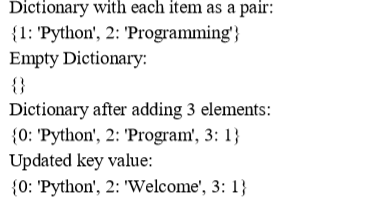 Dictionary with each item as a pair:
{1: 'Python', 2: 'Programming'}
Empty Dictionary:
{}
Dictionary after adding 3 elements:
{0: 'Python', 2: 'Program', 3: 1}
Updated key value:
{0: 'Python', 2: 'Welcome', 3: 1}